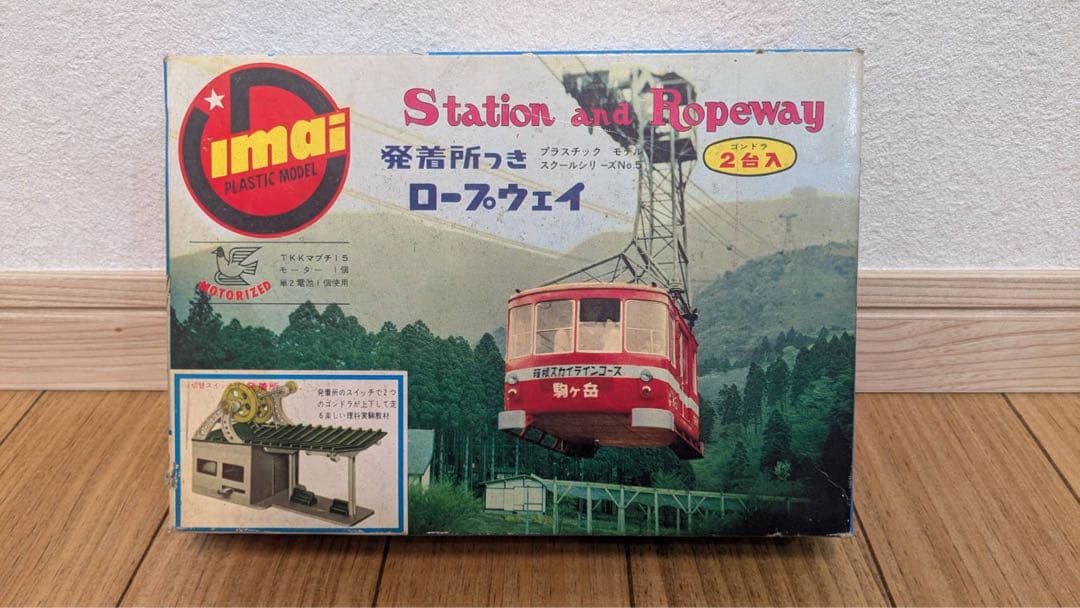 imai
PLASTIC MODEL
Station and Ropeway
発着所つき
プラスチック モデル
スクールシリーズNo.5
ロープウェイ
ゴンドラ
2台入
MOTORIZED
TKKマブチ15
モーター 1個
単2電池1個使用
切替スイッチ
発着所
発着所のスイッチで2つ
のゴンドラが上下して走
る楽しい理科実験教材
箱根スカイラインコース
駒ヶ岳